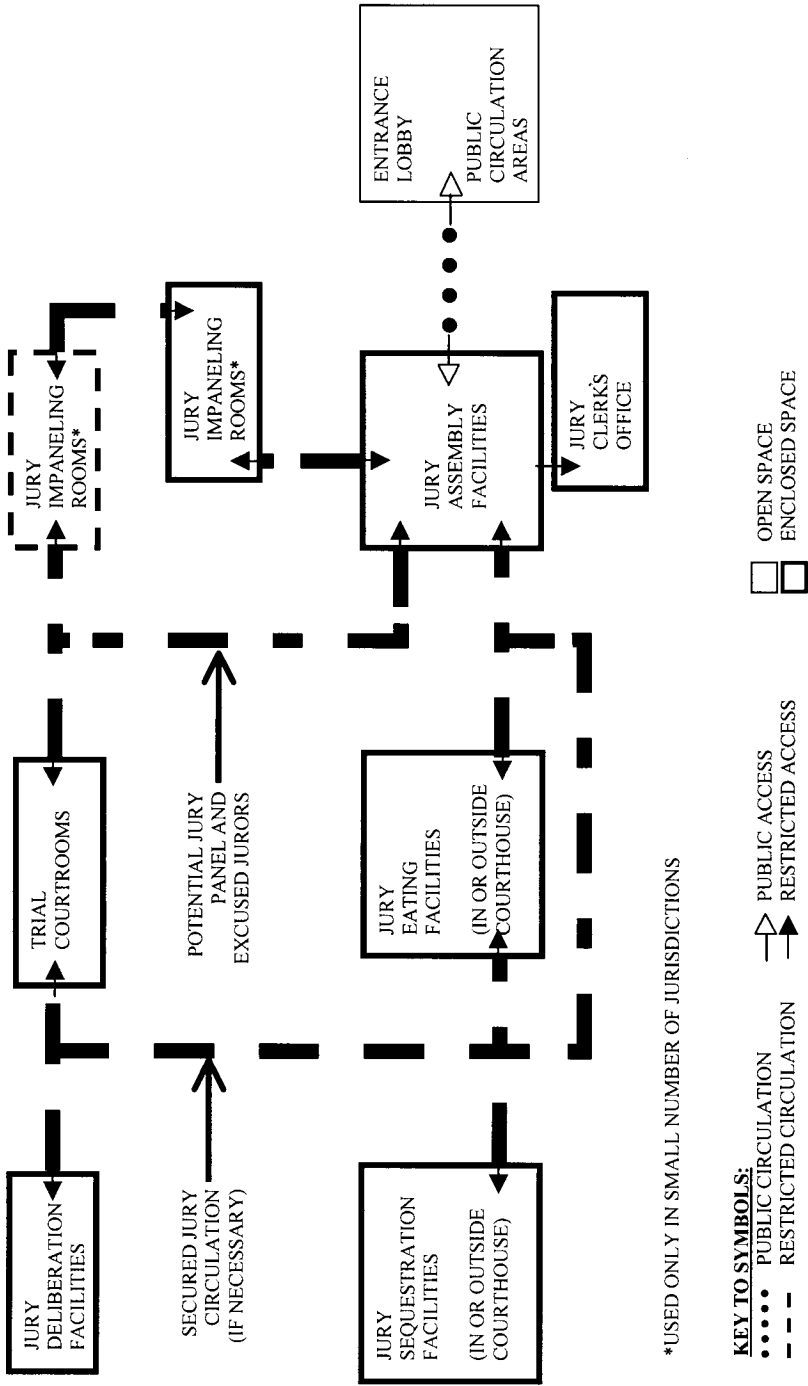 JURY
DELIBERATION
FACILITIES
TRIAL
COURTROOMS
JURY
IMPANELING
ROOMS*
SECURED JURY
CIRCULATION
(IF NECESSARY)
POTENTIAL JURY
PANEL AND
EXCUSED JURORS
JURY
IMPANELING
ROOMS*
JURY
SEQUESTRATION
FACILITIES
(IN OR OUTSIDE
COURTHOUSE)
JURY
EATING
FACILITIES
(IN OR OUTSIDE
COURTHOUSE)
JURY
ASSEMBLY
FACILITIES
ENTRANCE
LOBBY
PUBLIC
CIRCULATION
AREAS
JURY
CLERK'S
OFFICE
*USED ONLY IN SMALL NUMBER OF JURISDICTIONS
KEY TO SYMBOLS:
PUBLIC CIRCULATION
RESTRICTED CIRCULATION
PUBLIC ACCESS
RESTRICTED ACCESS
OPEN SPACE
ENCLOSED SPACE